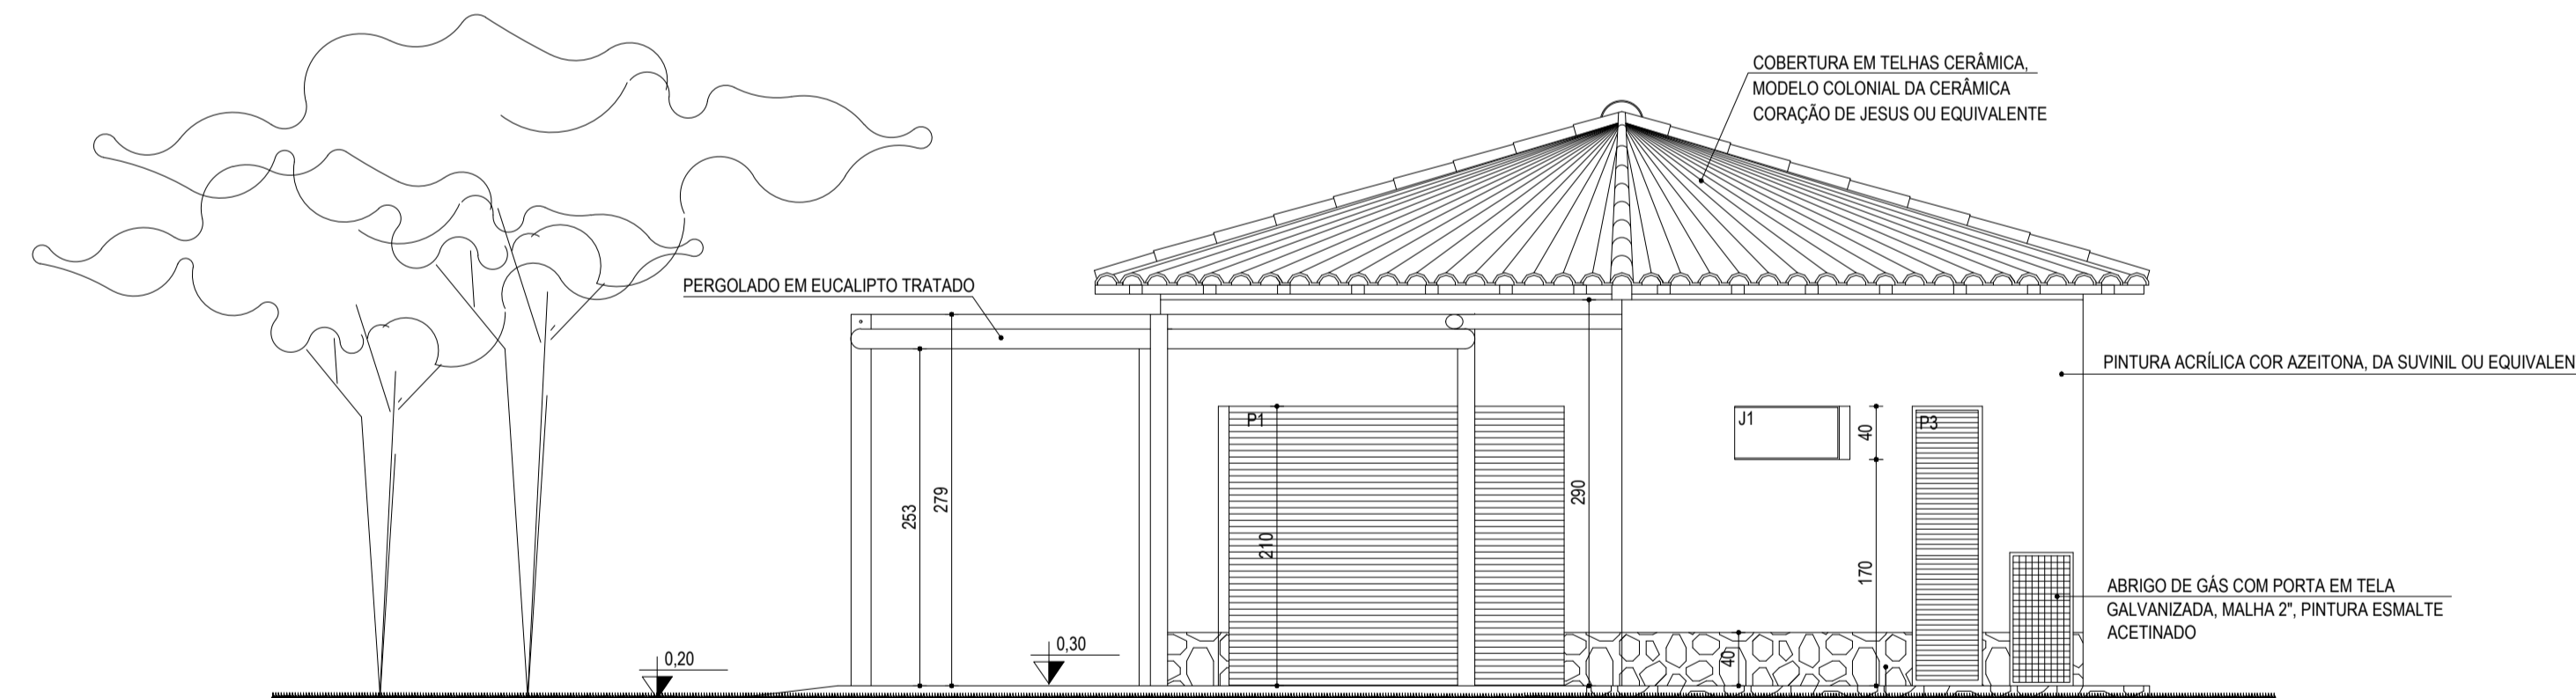 COBERTURA EM TELHAS CERÂMICA,
MODELO COLONIAL DA CERÂMICA
CORAÇÃO DE JESUS OU EQUIVALENTE
PERGOLADO EM EUCALIPTO TRATADO
PINTURA ACRÍLICA COR AZEITONA, DA SUVINIL OU EQUIVALEN
P1
J1
P3
40
253
279
290
210
170
ABRIGO DE GÁS COM PORTA EM TELA
GALVANIZADA, MALHA 2", PINTURA ESMALTE
ACETINADO
0,20
0,30
40